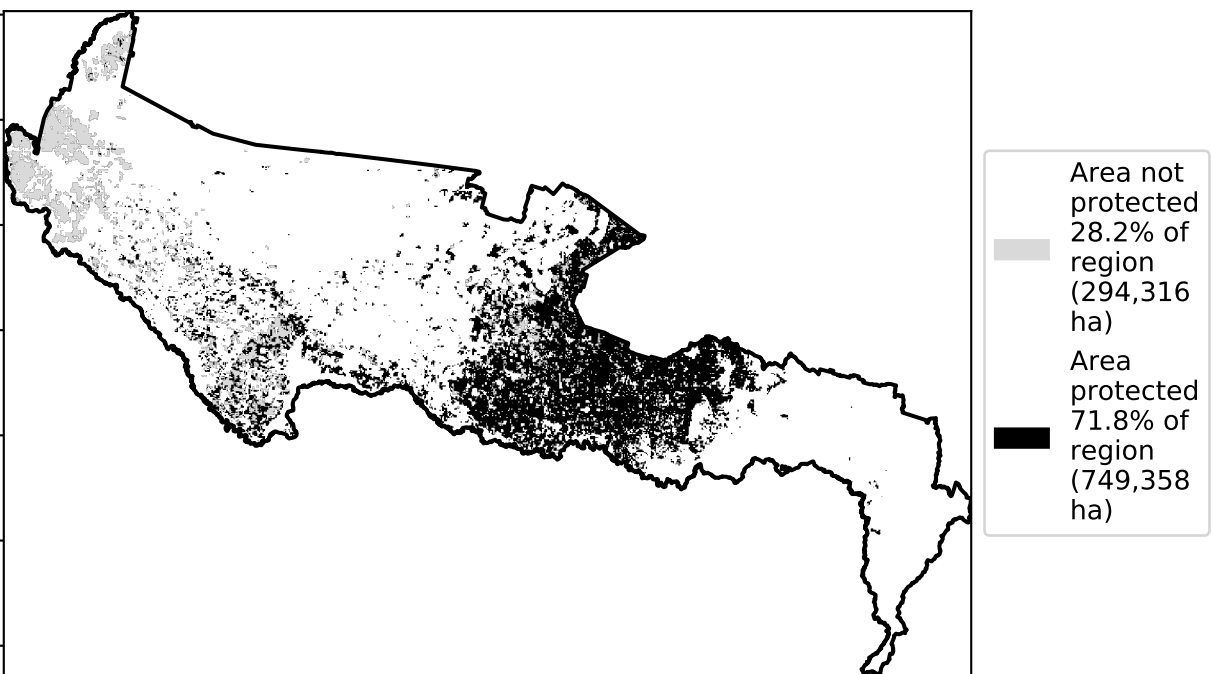 Area not
protected
28.2% of
region
(294,316
ha)
Area
protected
71.8% of
region
(749,358
ha)